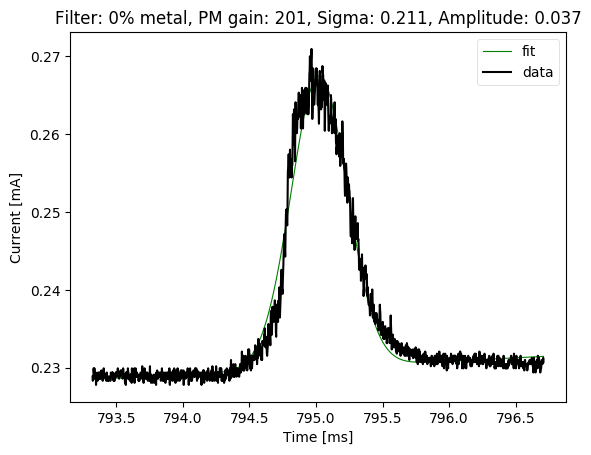 Filter: 0% metal, PM gain: 201, Sigma: 0.211, Amplitude: 0.037
fit
data
0.27
0.26
0.25
0.24
0.23
Current [mA]
793.5 794.0 794.5 795.0 795.5 796.0 796.5
Time [ms]